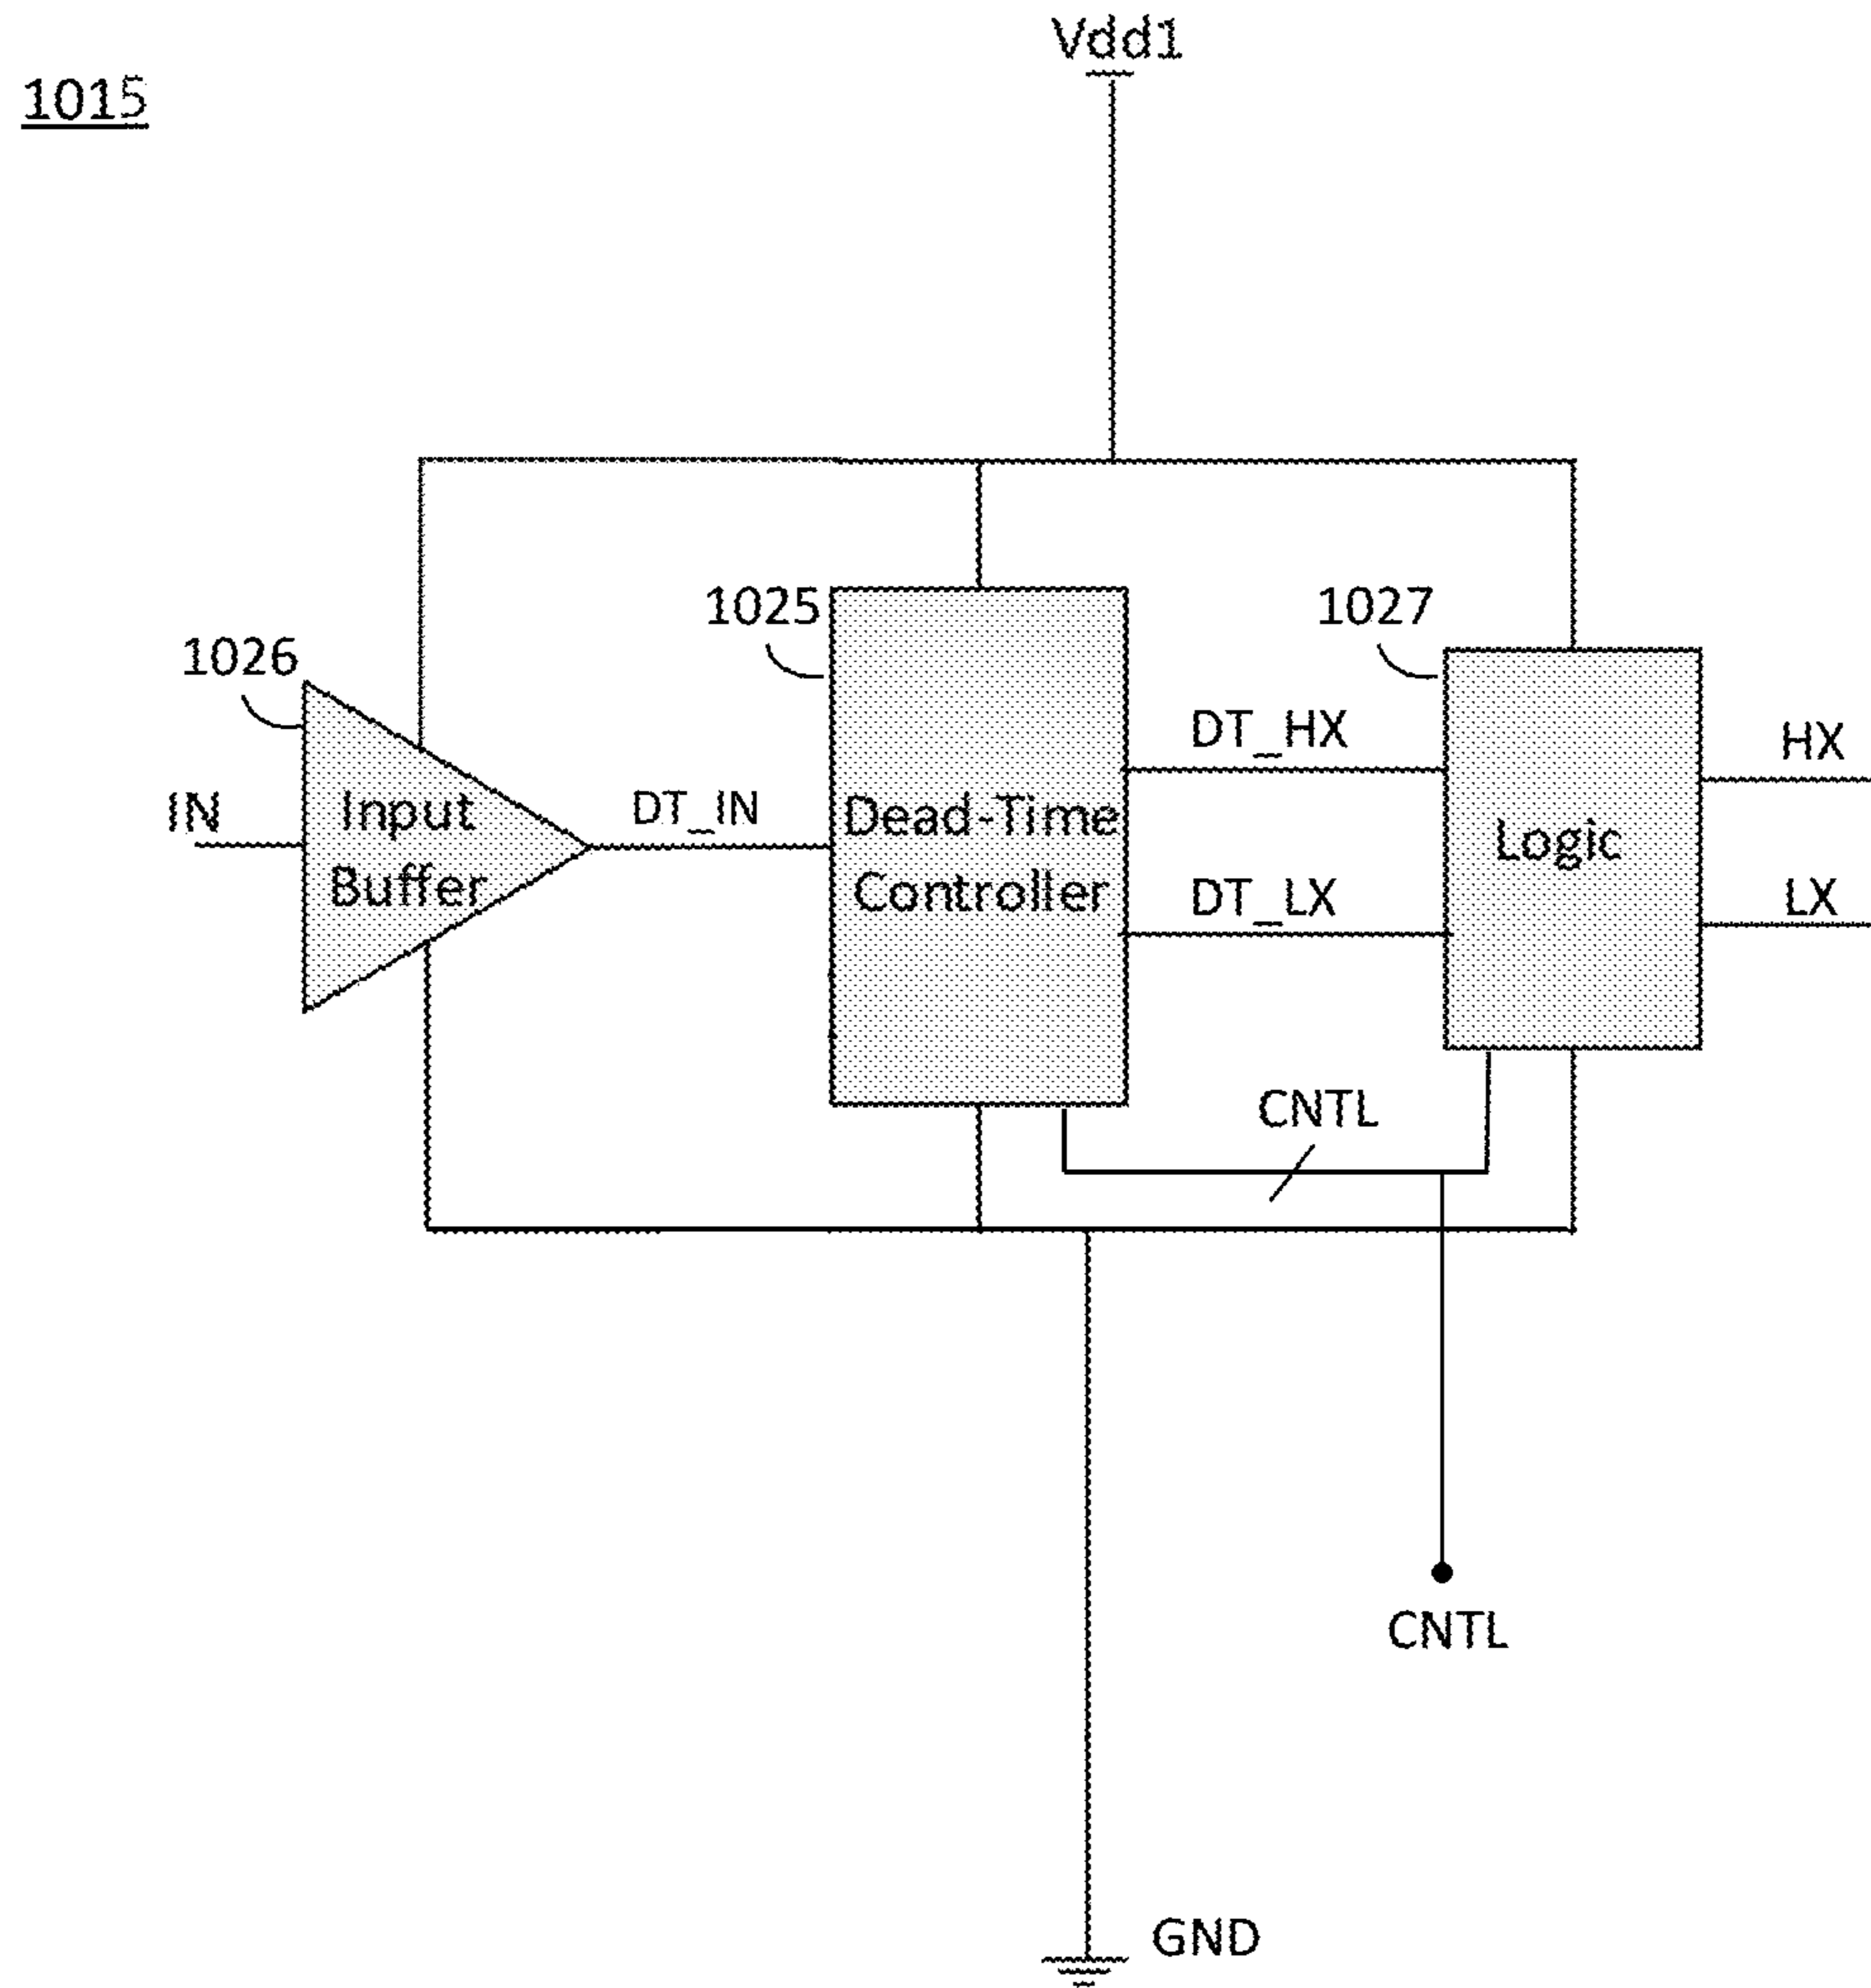 Vdd1
1015
1025
1027
1026
DT_HX
HX
IN
Input
Buffer
DT_IN
Dead-Time
Controller
Logic
DT_LX
LX
CNTL
CNTL
GND